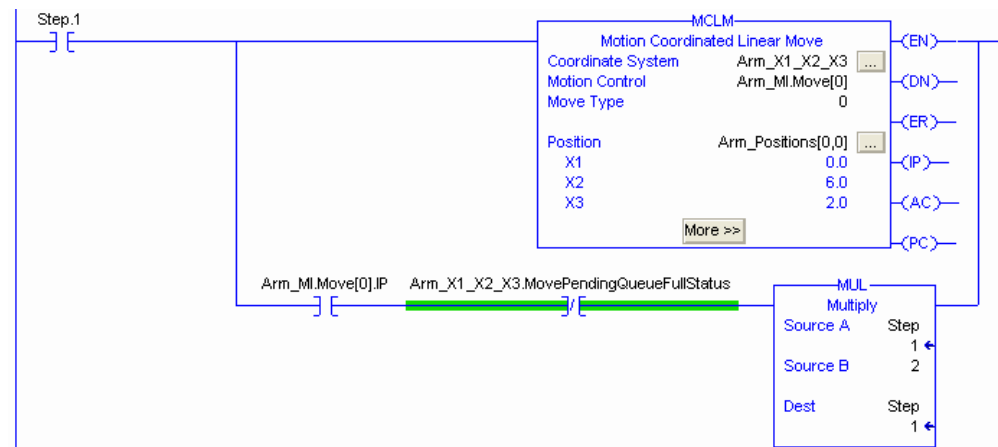 Step.1
MCLM
Motion Coordinated Linear Move
Coordinate System Arm_X1_X2_X3 ...
Motion Control Arm_MI.Move[0]
Move Type 0
Position Arm_Positions[0,0] ...
X1 0.0
X2 6.0
X3 2.0
More >>
(EN)
(DN)
(ER)
(IP)
(AC)
(PC)
Arm_MI.Move[0].IP Arm_X1_X2_X3.MovePendingQueueFullStatus
MUL
Multiply
Source A Step
1
Source B 2
Dest Step
1